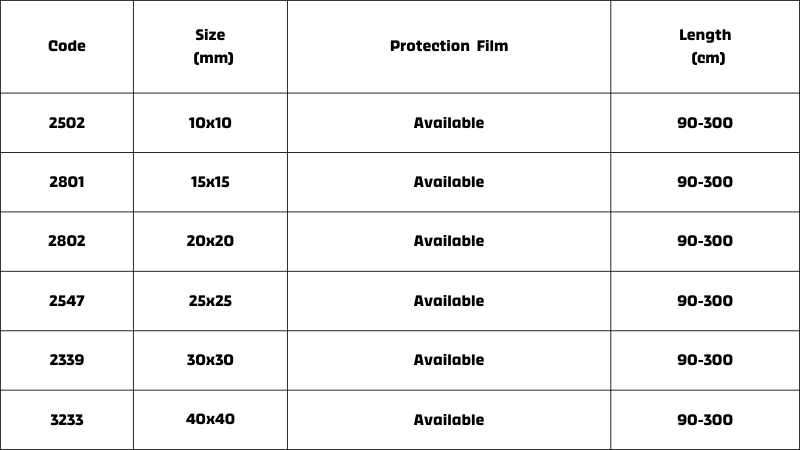 Code Size (mm) Protection Film Length (cm)
2502 10x10 Available 90-300
2801 15x15 Available 90-300
2802 20x20 Available 90-300
2547 25x25 Available 90-300
2339 30x30 Available 90-300
3233 40x40 Available 90-300